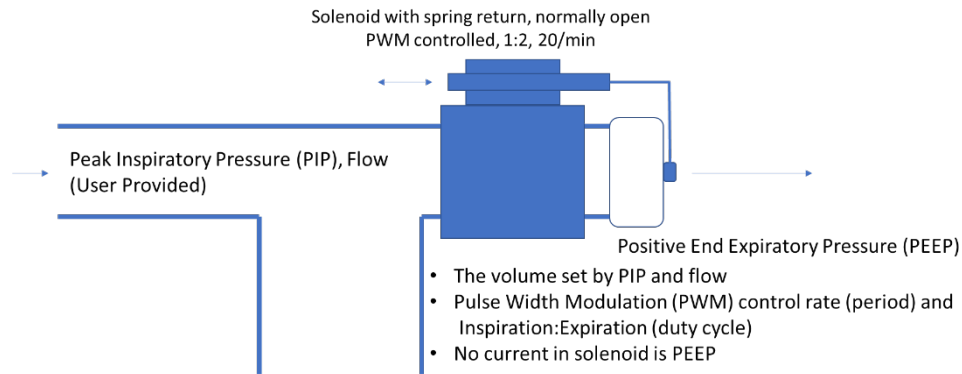 Solenoid with spring return, normally open
PWM controlled, 1:2, 20/min
Peak Inspiratory Pressure (PIP), Flow
(User Provided)
Positive End Expiratory Pressure (PEEP)
• The volume set by PIP and flow
• Pulse Width Modulation (PWM) control rate (period) and
Inspiration:Expiration (duty cycle)
• No current in solenoid is PEEP